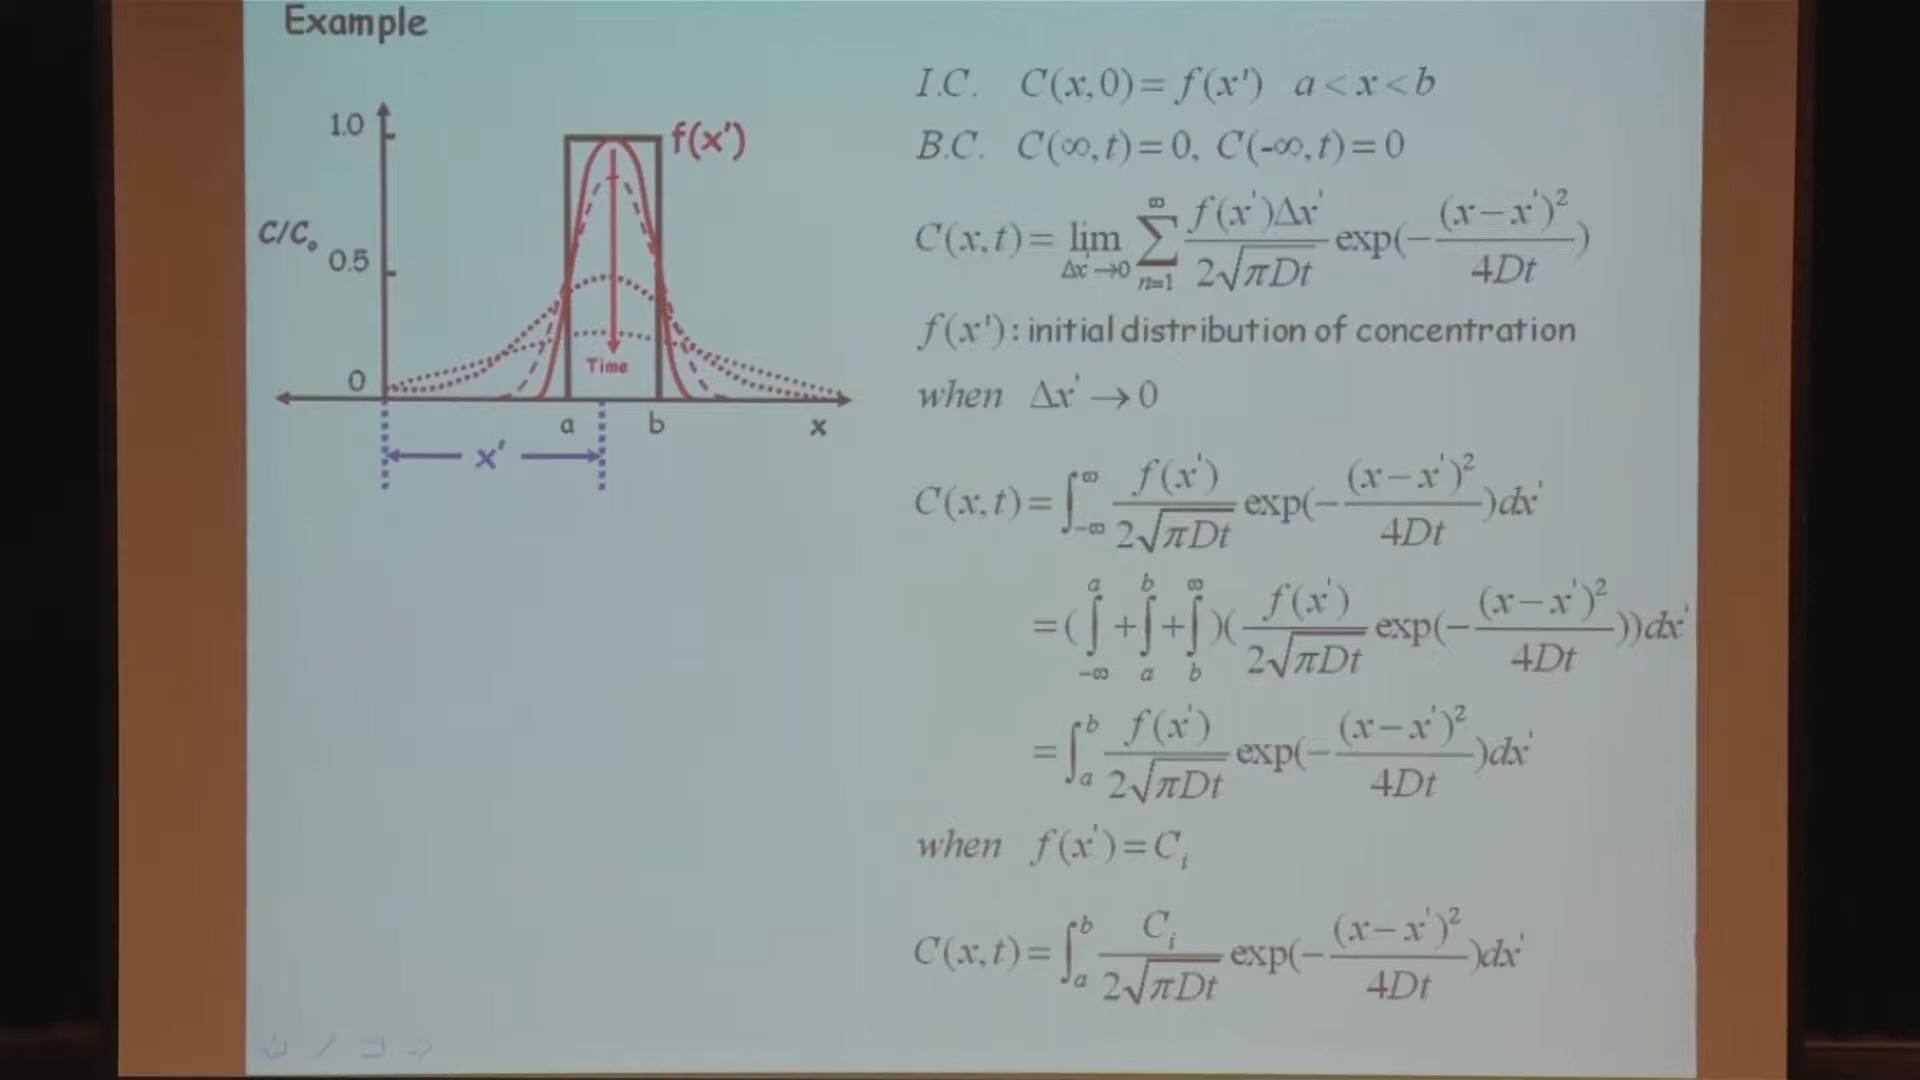 Example
1.0
f(x')
C/C₀
0.5
0
Time
a
b
x
x'
I.C. C(x,0) = f(x') a < x < b
B.C. C(∞,t) = 0, C(-∞,t) = 0
C(x,t) = lim_{Δx'→0} ∑_{n=1}^{∞} f(x')Δx' / 2√πDt exp(−(x−x')² / 4Dt)
f(x') : initial distribution of concentration
when Δx' → 0
C(x,t) = ∫_{−∞}^{∞} f(x') / 2√πDt exp(−(x−x')² / 4Dt)dx'
= (∫_{−∞}^{a} + ∫_{a}^{b} + ∫_{b}^{∞})(f(x') / 2√πDt exp(−(x−x')² / 4Dt))dx'
= ∫_{a}^{b} f(x') / 2√πDt exp(−(x−x')² / 4Dt)dx'
when f(x') = C_i
C(x,t) = ∫_{a}^{b} C_i / 2√πDt exp(−(x−x')² / 4Dt)dx'